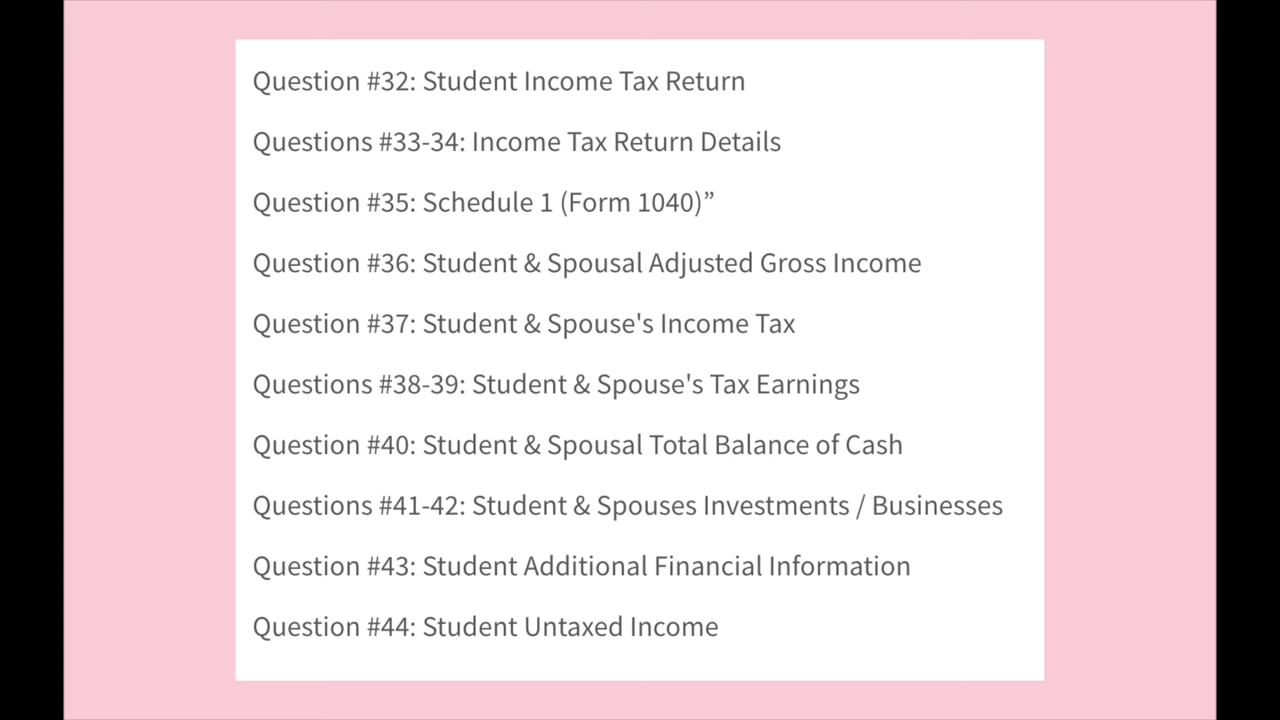 Question #32: Student Income Tax Return
Questions #33-34: Income Tax Return Details
Question #35: Schedule 1 (Form 1040)”
Question #36: Student & Spousal Adjusted Gross Income
Question #37: Student & Spouse's Income Tax
Questions #38-39: Student & Spouse's Tax Earnings
Question #40: Student & Spousal Total Balance of Cash
Questions #41-42: Student & Spouses Investments / Businesses
Question #43: Student Additional Financial Information
Question #44: Student Untaxed Income